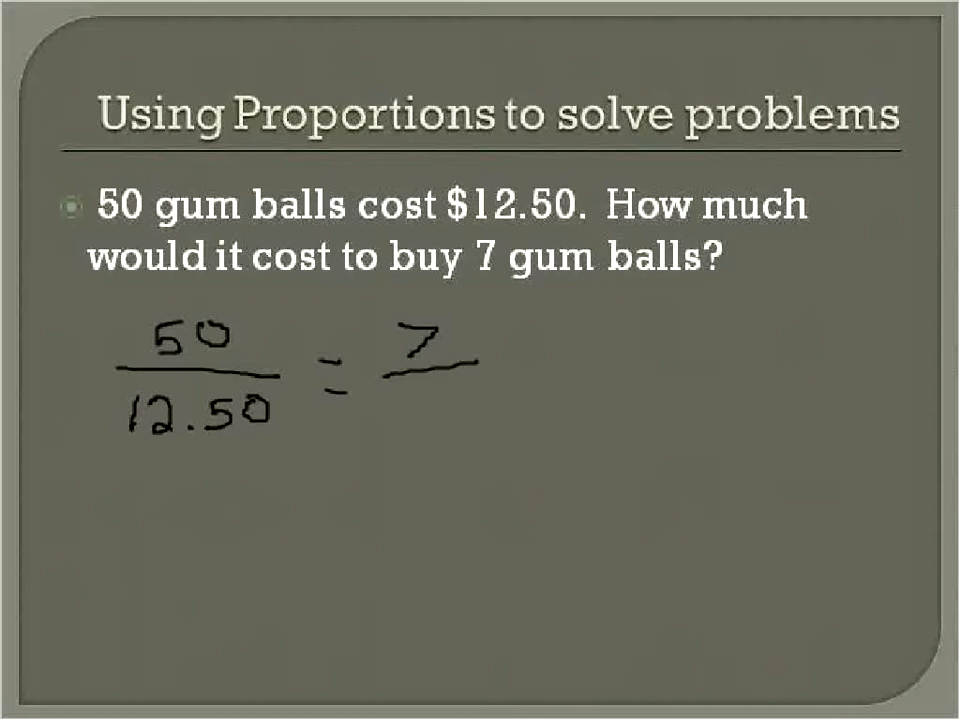 Using Proportions to solve problems
50 gum balls cost $12.50. How much
would it cost to buy 7 gum balls?
50 = 7
12.50